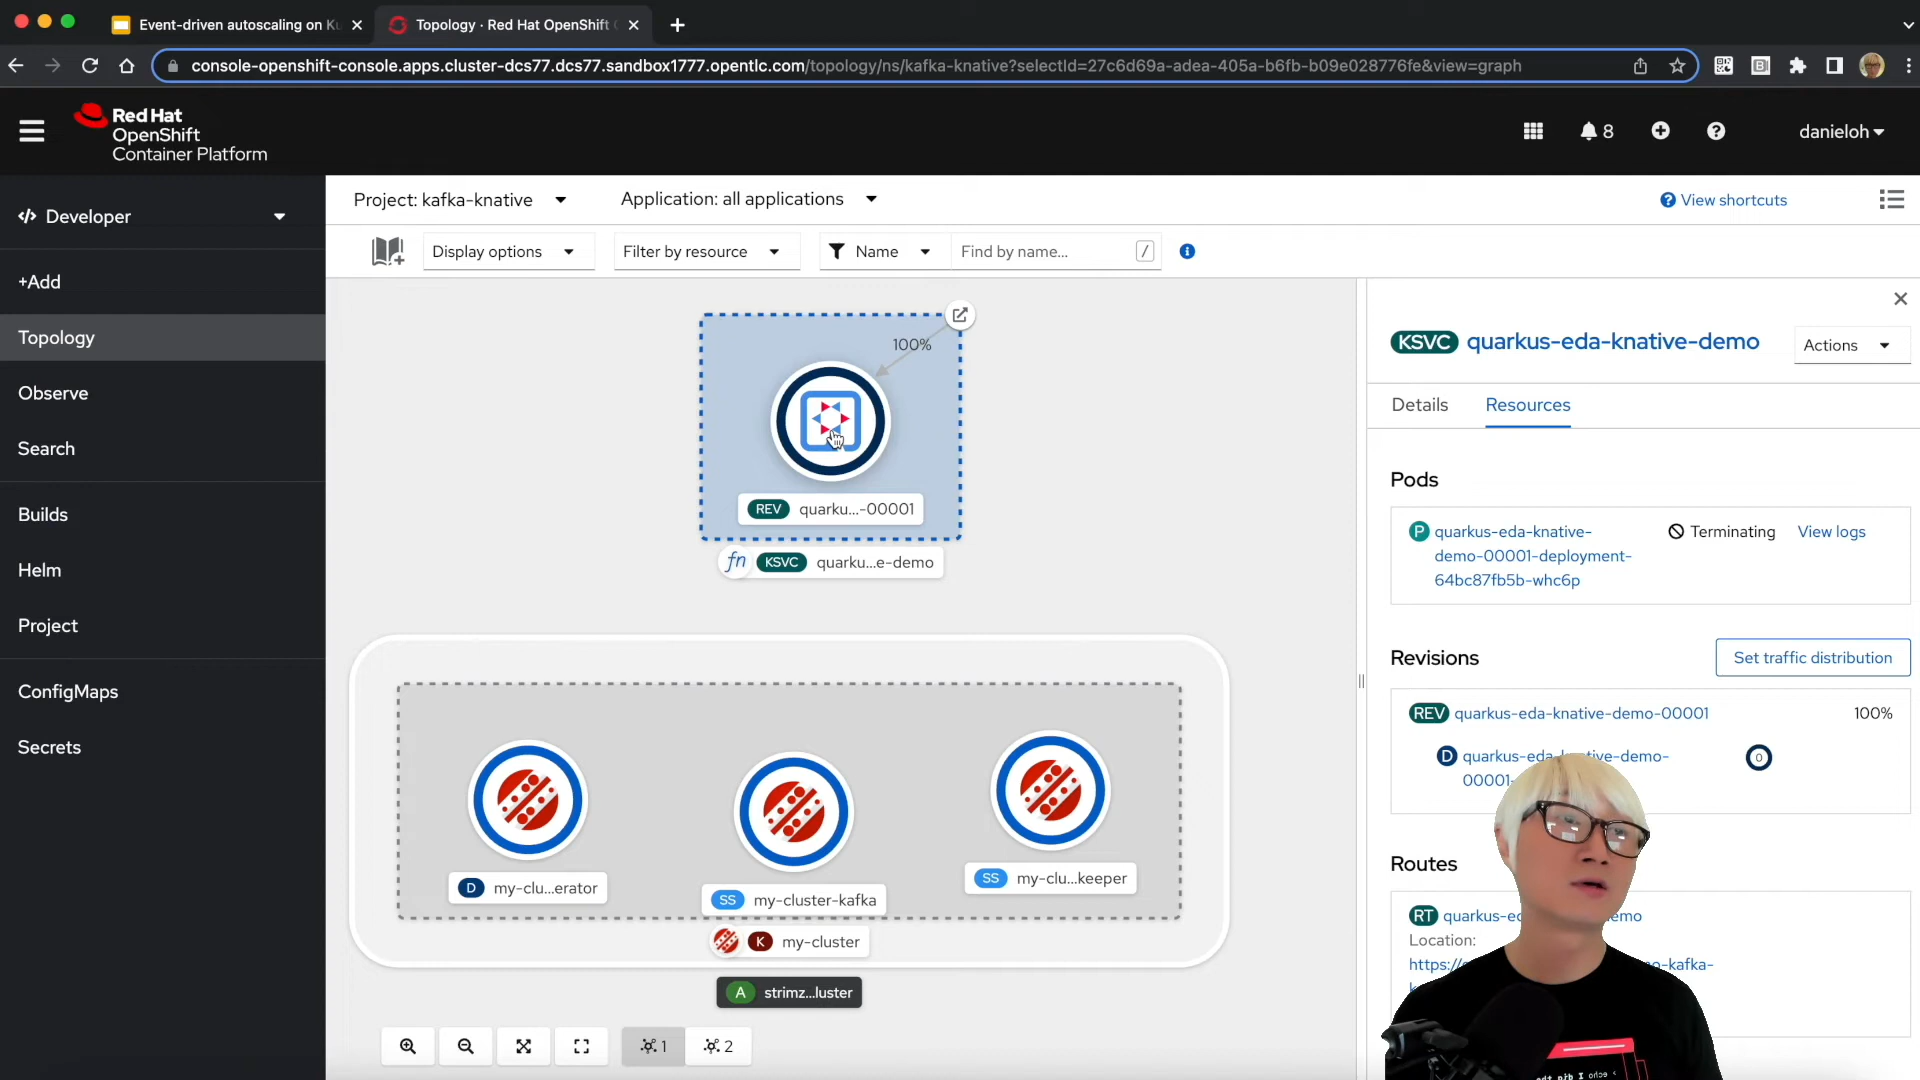 Event-driven autoscaling on Ku
Topology · Red Hat OpenShift
console-openshift-console.apps.cluster-dcs77.dcs77.sandbox1777.opentlc.com/topology/ns/kafka-knative?selectId=27c6d69a-adea-405a-b6fb-b09e028776fe&view=graph
Red Hat
OpenShift
Container Platform
8
danieloh
Developer
+Add
Topology
Observe
Search
Builds
Helm
Project
ConfigMaps
Secrets
Project: kafka-knative
Application: all applications
View shortcuts
Display options
Filter by resource
Name
Find by name...
/
100%
REV quarku...-00001
fn KSVC quarku...e-demo
D my-clu...erator
SS my-cluster-kafka
SS my-clu...keeper
K my-cluster
A strimz...luster
1
2
KSVC quarkus-eda-knative-demo
Actions
Details
Resources
Pods
P quarkus-eda-knative-
demo-00001-deployment-
64bc87fb5b-whc6p
Terminating
View logs
Revisions
Set traffic distribution
REV quarkus-eda-knative-demo-00001
100%
D quarkus-eda-knative-demo-
00001-
0
Routes
RT quarkus-ed
mo
Location:
https://
o-kafka-
k